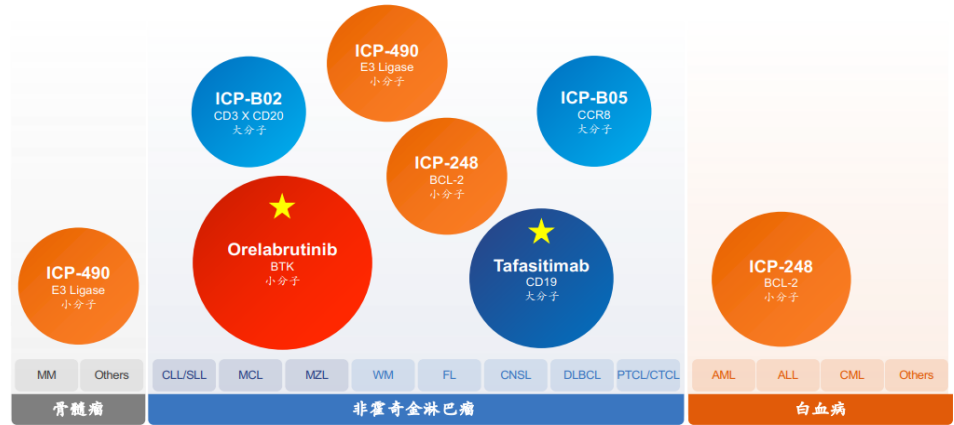 ICP-490
E3 Ligase
小分子
ICP-B02
CD3 X CD20
大分子
ICP-B05
CCR8
大分子
ICP-248
BCL-2
小分子
Orelabrutinib
BTK
小分子
Tafasitimab
CD19
大分子
ICP-490
E3 Ligase
小分子
ICP-248
BCL-2
小分子
MM Others CLL/SLL MCL MZL WM FL CNSL DLBCL PTCL/CTCL AML ALL CML Others
骨髓瘤 非霍奇金淋巴瘤 白血病